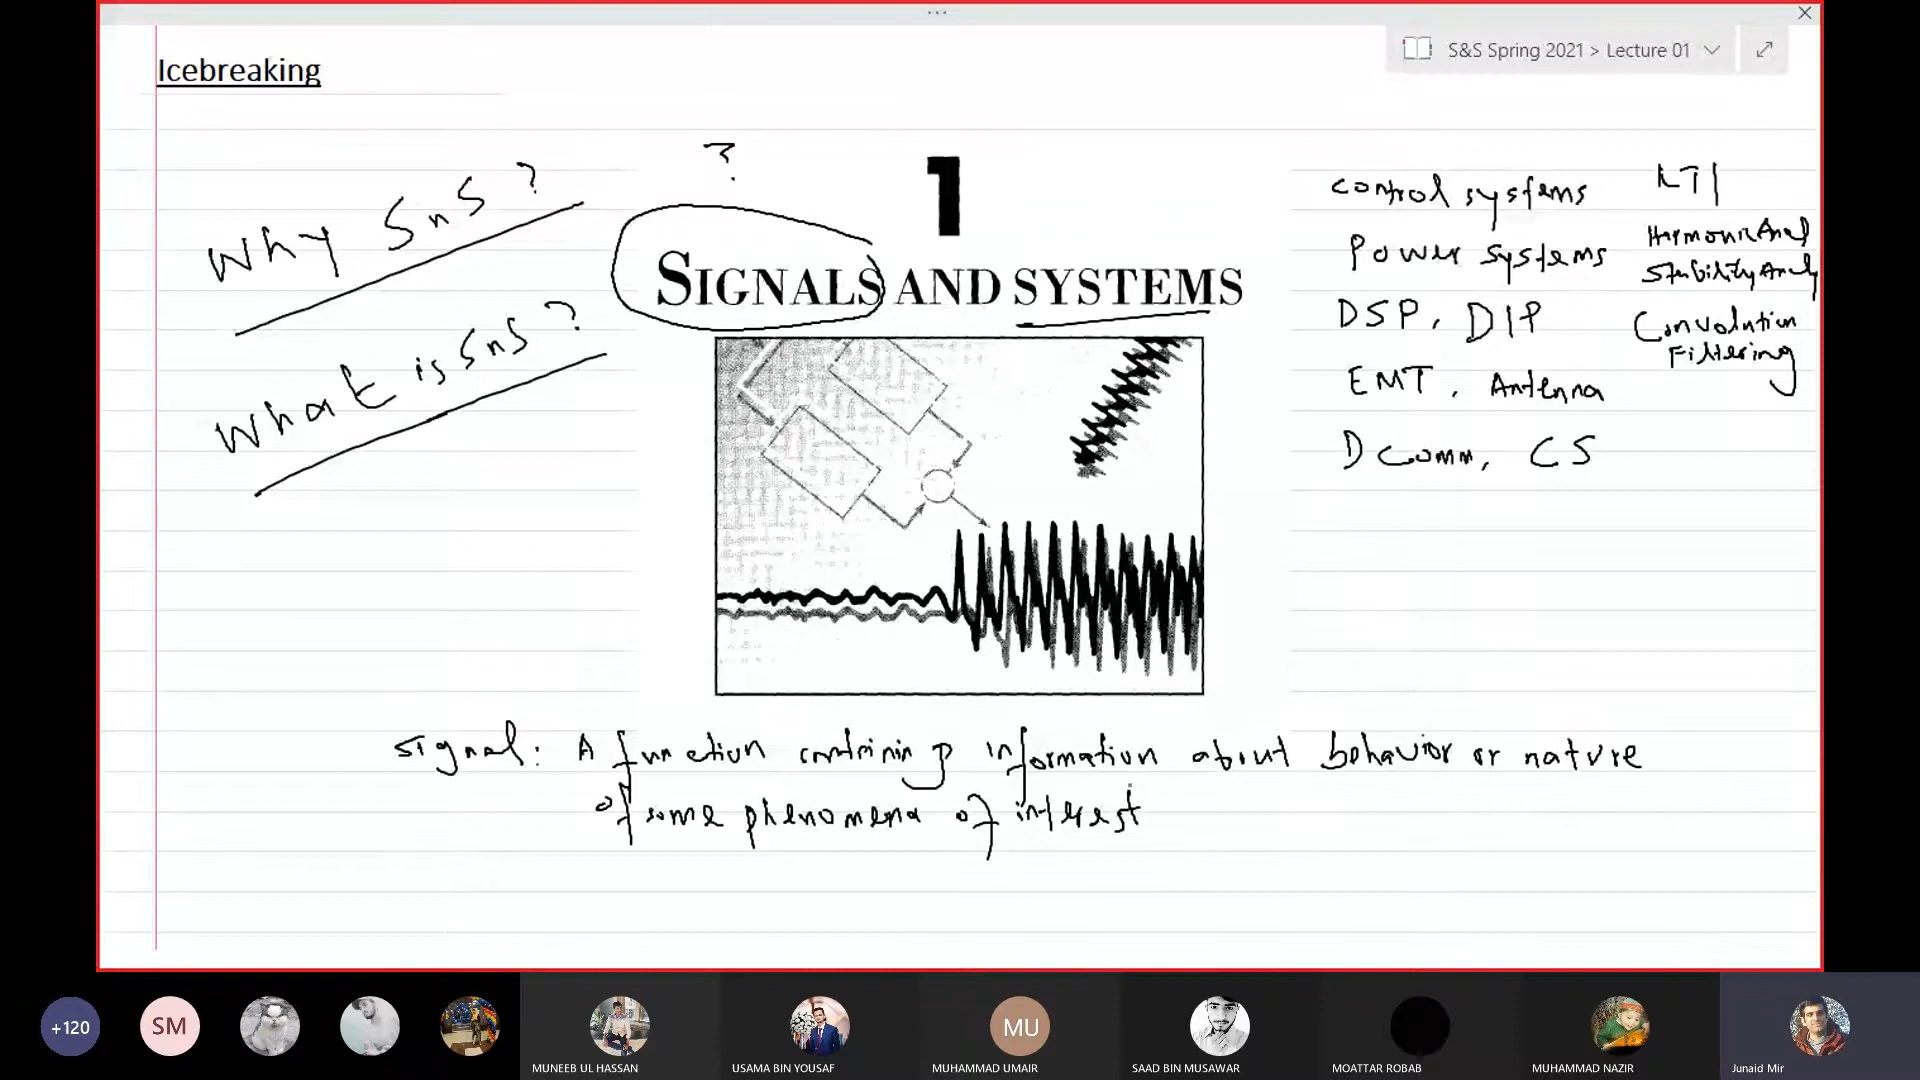 S&S Spring 2021 > Lecture 01
Icebreaking
Why SnS?
What is SnS?
?
1
SIGNALS AND SYSTEMS
control systems LTI
Power systems Harmonic Anal
Stability Analy
DSP, DIP Convolution
Filtering
EMT, Antenna
D Comm, CS
signal: A function containing information about behavior or nature
of some phenomena of interest
+120
SM
MU
MUNEEB UL HASSAN
USAMA BIN YOUSAF
MUHAMMAD UMAIR
SAAD BIN MUSAWAR
MOATTAR ROBAB
MUHAMMAD NAZIR
Junaid Mir